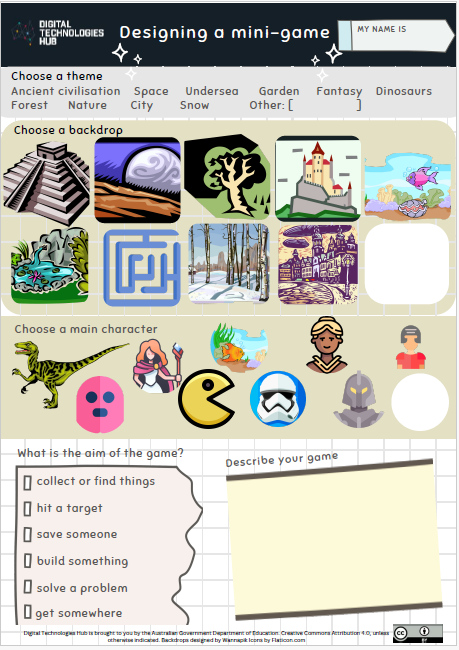 DIGITAL
TECHNOLOGIES
HUB
Designing a mini-game
MY NAME IS
Choose a theme
Ancient civilisation Space Undersea Garden Fantasy Dinosaurs
Forest Nature City Snow Other: [ ]
Choose a backdrop
Choose a main character
What is the aim of the game?
collect or find things
hit a target
save someone
build something
solve a problem
get somewhere
Describe your game
Digital Technologies Hub is brought to you by the Australian Government Department of Education. Creative Commons Attribution 4.0, unless
otherwise indicated. Backdrops designed by Wannapik Icons by Flaticon.com
CC
BY